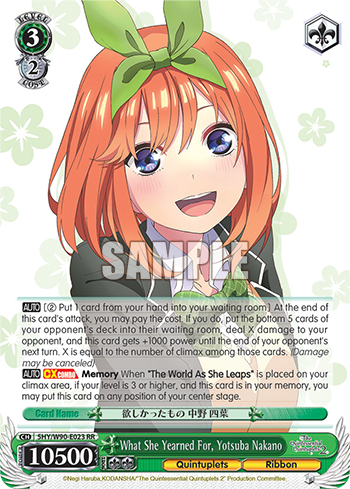 LEVEL
3
2
COST
SAMPLE
AUTO [② Put 1 card from your hand into your waiting room] At the end of
this card's attack, you may pay the cost. If you do, put the bottom 5 cards of
your opponent's deck into their waiting room, deal X damage to your
opponent, and this card gets +1000 power until the end of your opponent's
next turn. X is equal to the number of climax among those cards. (Damage
may be canceled)
AUTO CX COMBO Memory When "The World As She Leaps" is placed on your
climax area, if your level is 3 or higher, and this card is in your memory, you
may put this card on any position of your center stage.
Card Name 欲しかったもの 中野 四葉
CH 5HY/W90-E023 RR
What She Yearned For, Yotsuba Nakano
The Quintessential Quintuplets 2
10500
Quintuplets
Ribbon
©Negi Haruba,KODANSHA/"The Quintessential Quintuplets 2" Production Committee.